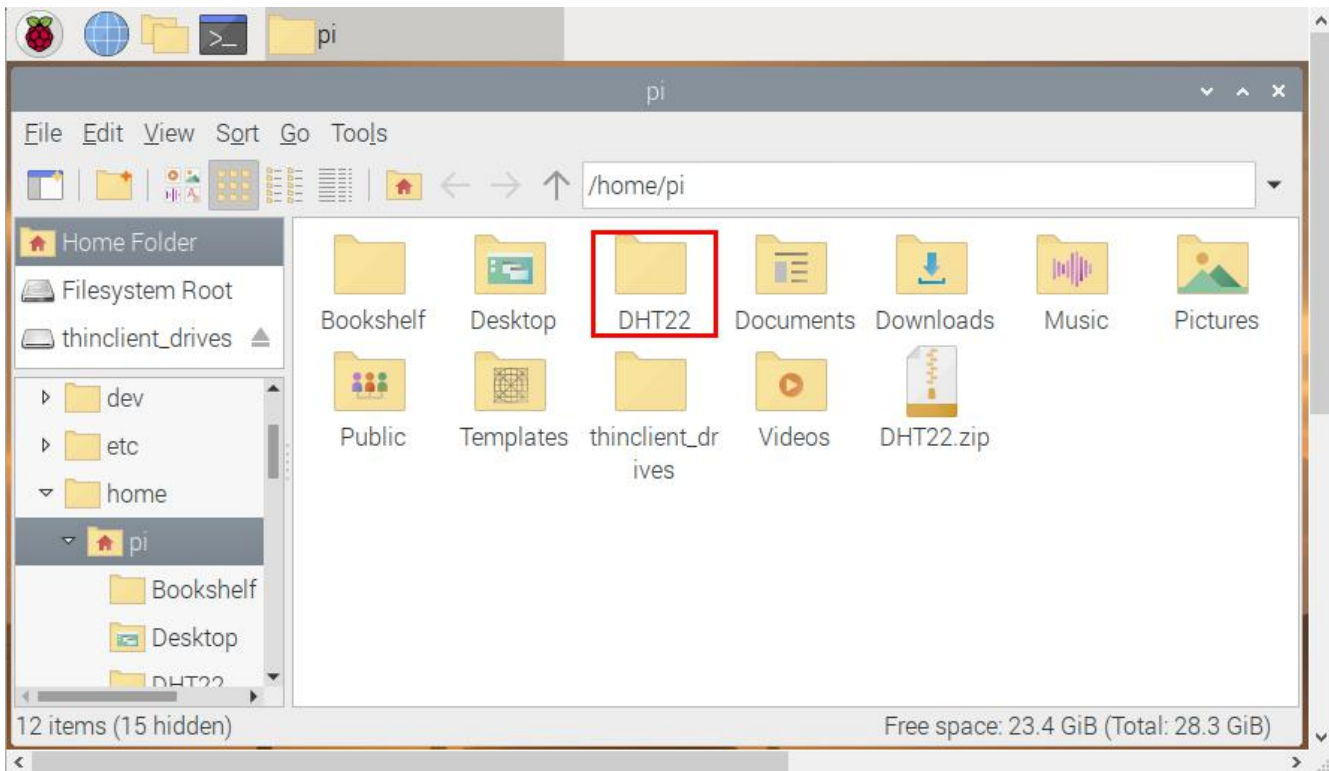 pi
pi
File Edit View Sort Go Tools
/home/pi
Home Folder
Filesystem Root
thinclient_drives
dev
etc
home
pi
Bookshelf
Desktop
DHT22
Bookshelf Desktop DHT22 Documents Downloads Music Pictures
Public Templates thinclient_dr Videos DHT22.zip
ives
12 items (15 hidden)
Free space: 23.4 GiB (Total: 28.3 GiB)